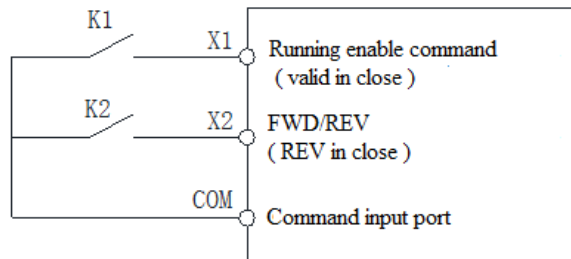 K1
X1
Running enable command
( valid in close )
K2
X2
FWD/REV
( REV in close )
COM
Command input port